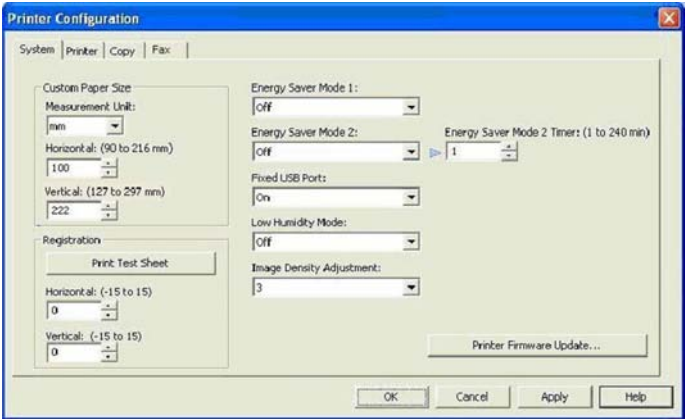 Printer Configuration
System Printer Copy Fax
Custom Paper Size
Measurement Unit:
mm
Horizontal: (90 to 216 mm)
100
Vertical: (127 to 297 mm)
222
Registration
Print Test Sheet
Horizontal: (-15 to 15)
0
Vertical: (-15 to 15)
0
Energy Saver Mode 1:
Off
Energy Saver Mode 2:
Off
Energy Saver Mode 2 Timer: (1 to 240 min)
1
Fixed USB Port:
On
Low Humidity Mode:
Off
Image Density Adjustment:
3
Printer Firmware Update...
OK Cancel Apply Help